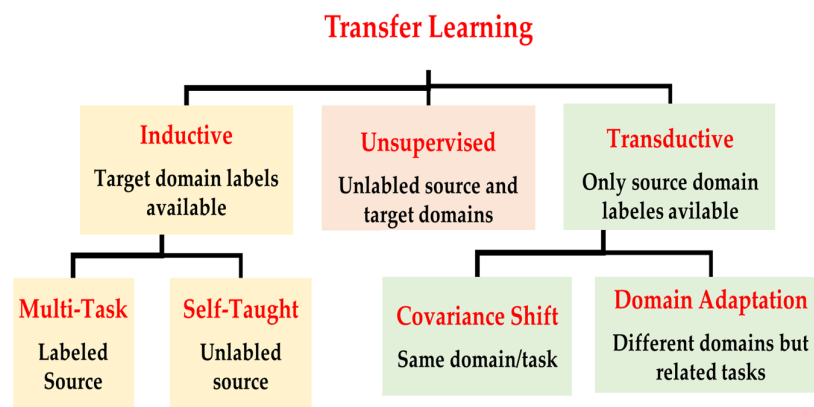 Transfer Learning
Inductive
Target domain labels
available
Unsupervised
Unlabled source and
target domains
Transductive
Only source domain
labeles avilable
Multi-Task
Labeled
Source
Self-Taught
Unlabled
source
Covariance Shift
Same domain/task
Domain Adaptation
Different domains but
related tasks